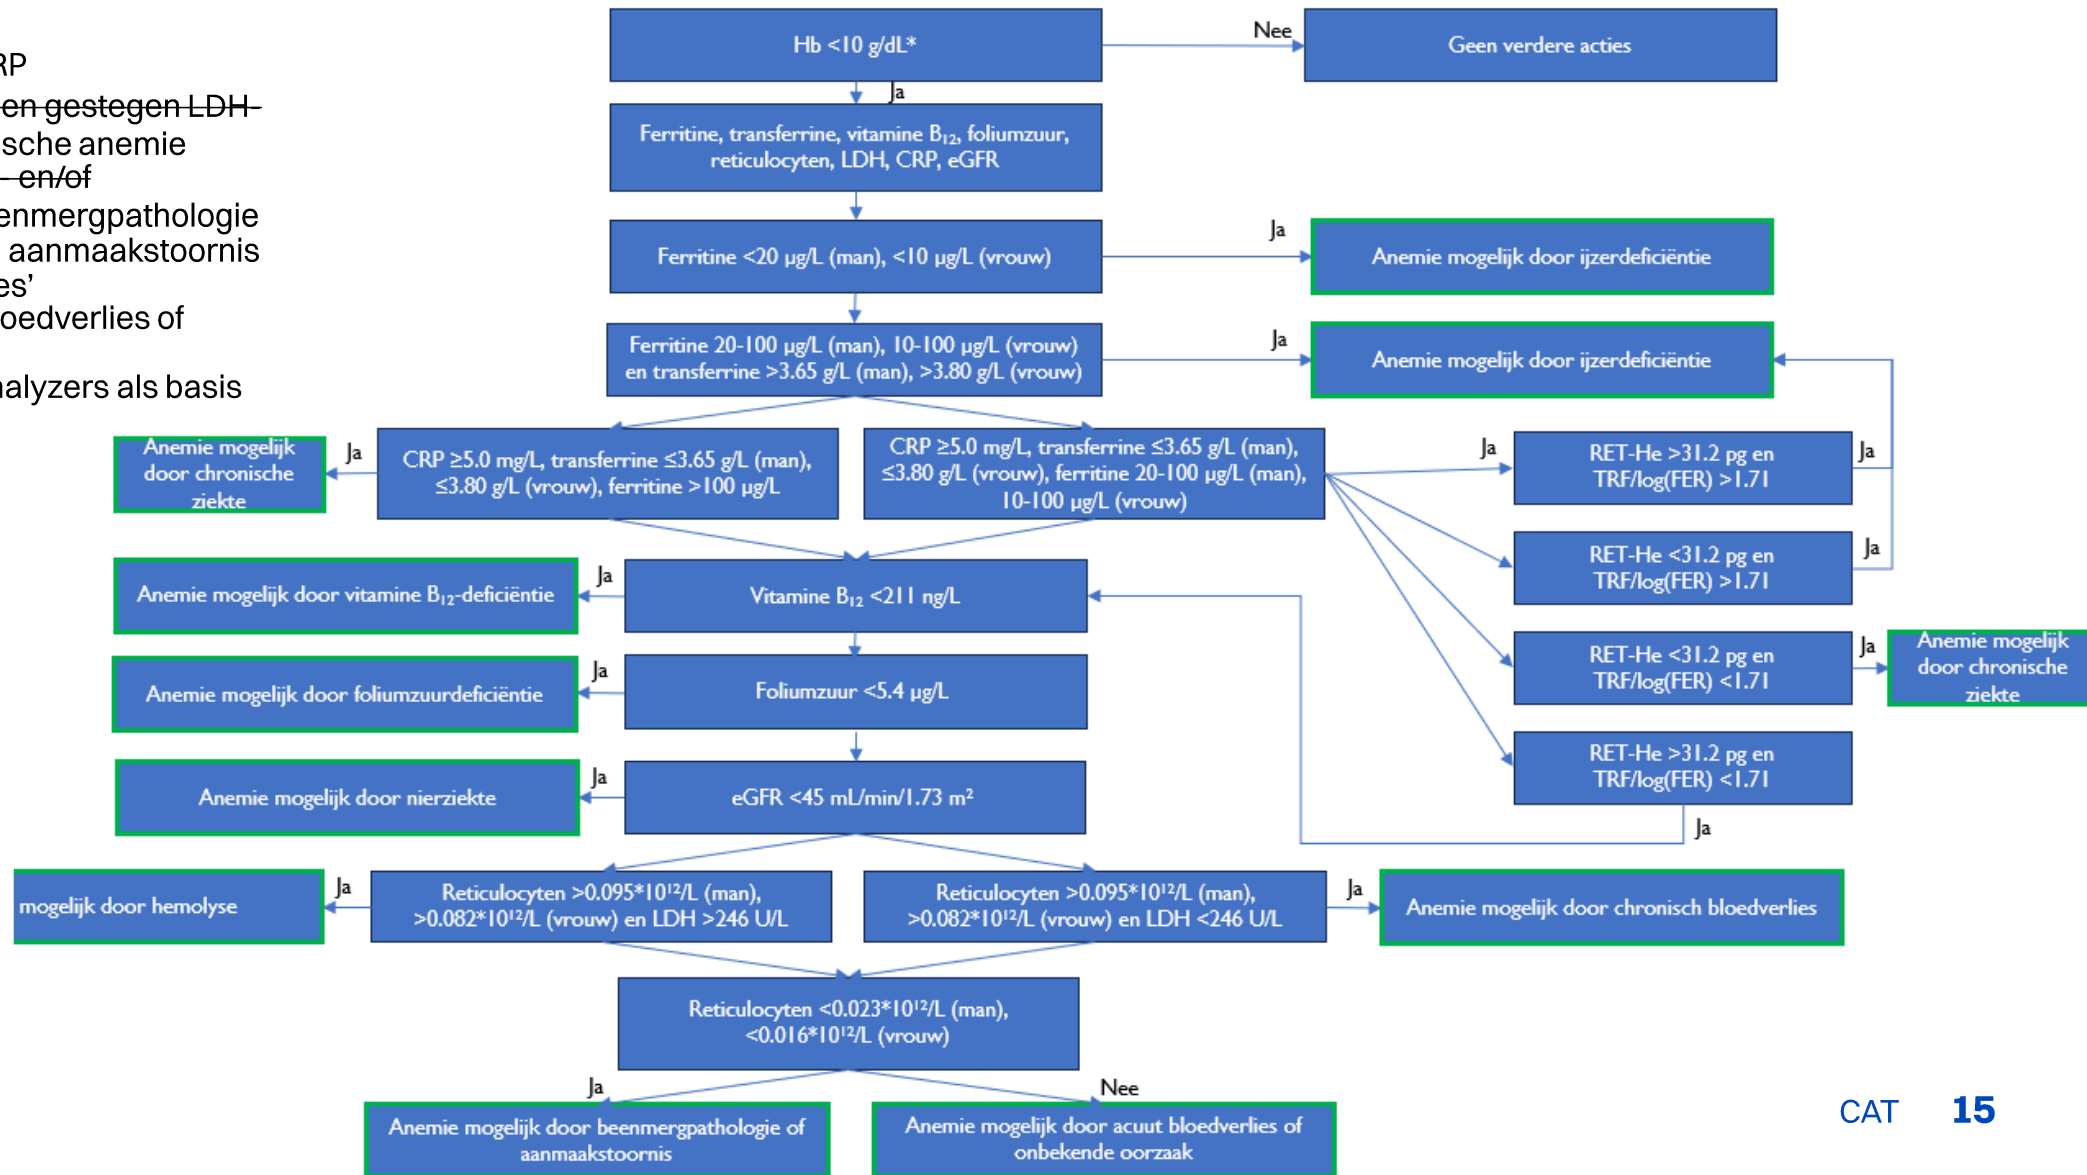 RP
en gestegen LDH-
sche anemie
- en/of
enmergpathologie
aanmaakstoornis
es’
oedverlies of
nalyzers als basis
Hb <10 g/dL*
Nee
Geen verdere acties
Ja
Ferritine, transferrine, vitamine B₁₂, foliumzuur,
reticulocyten, LDH, CRP, eGFR
Ferritine <20 µg/L (man), <10 µg/L (vrouw)
Ja
Anemie mogelijk door ijzerdeficiëntie
Ferritine 20-100 µg/L (man), 10-100 µg/L (vrouw)
en transferrine >3.65 g/L (man), >3.80 g/L (vrouw)
Ja
Anemie mogelijk door ijzerdeficiëntie
Anemie mogelijk
door chronische
ziekte
Ja
CRP ≥5.0 mg/L, transferrine ≤3.65 g/L (man),
≤3.80 g/L (vrouw), ferritine >100 µg/L
CRP ≥5.0 mg/L, transferrine ≤3.65 g/L (man),
≤3.80 g/L (vrouw), ferritine 20-100 µg/L (man),
10-100 µg/L (vrouw)
Ja
RET-He >31.2 pg en
TRF/log(FER) >1.71
Ja
RET-He <31.2 pg en
TRF/log(FER) >1.71
Ja
Anemie mogelijk door vitamine B₁₂-deficiëntie
Ja
Vitamine B₁₂ <211 ng/L
RET-He <31.2 pg en
TRF/log(FER) <1.71
Ja
Anemie mogelijk
door chronische
ziekte
Anemie mogelijk door foliumzuurdeficiëntie
Ja
Foliumzuur <5.4 µg/L
RET-He >31.2 pg en
TRF/log(FER) <1.71
Ja
Anemie mogelijk door nierziekte
Ja
eGFR <45 mL/min/1.73 m²
mogelijk door hemolyse
Ja
Reticulocyten >0.095*10¹²/L (man),
>0.082*10¹²/L (vrouw) en LDH >246 U/L
Reticulocyten >0.095*10¹²/L (man),
>0.082*10¹²/L (vrouw) en LDH <246 U/L
Ja
Anemie mogelijk door chronisch bloedverlies
Reticulocyten <0.023*10¹²/L (man),
<0.016*10¹²/L (vrouw)
Ja
Nee
Anemie mogelijk door beenmergpathologie of
aanmaakstoornis
Anemie mogelijk door acuut bloedverlies of
onbekende oorzaak
CAT 15